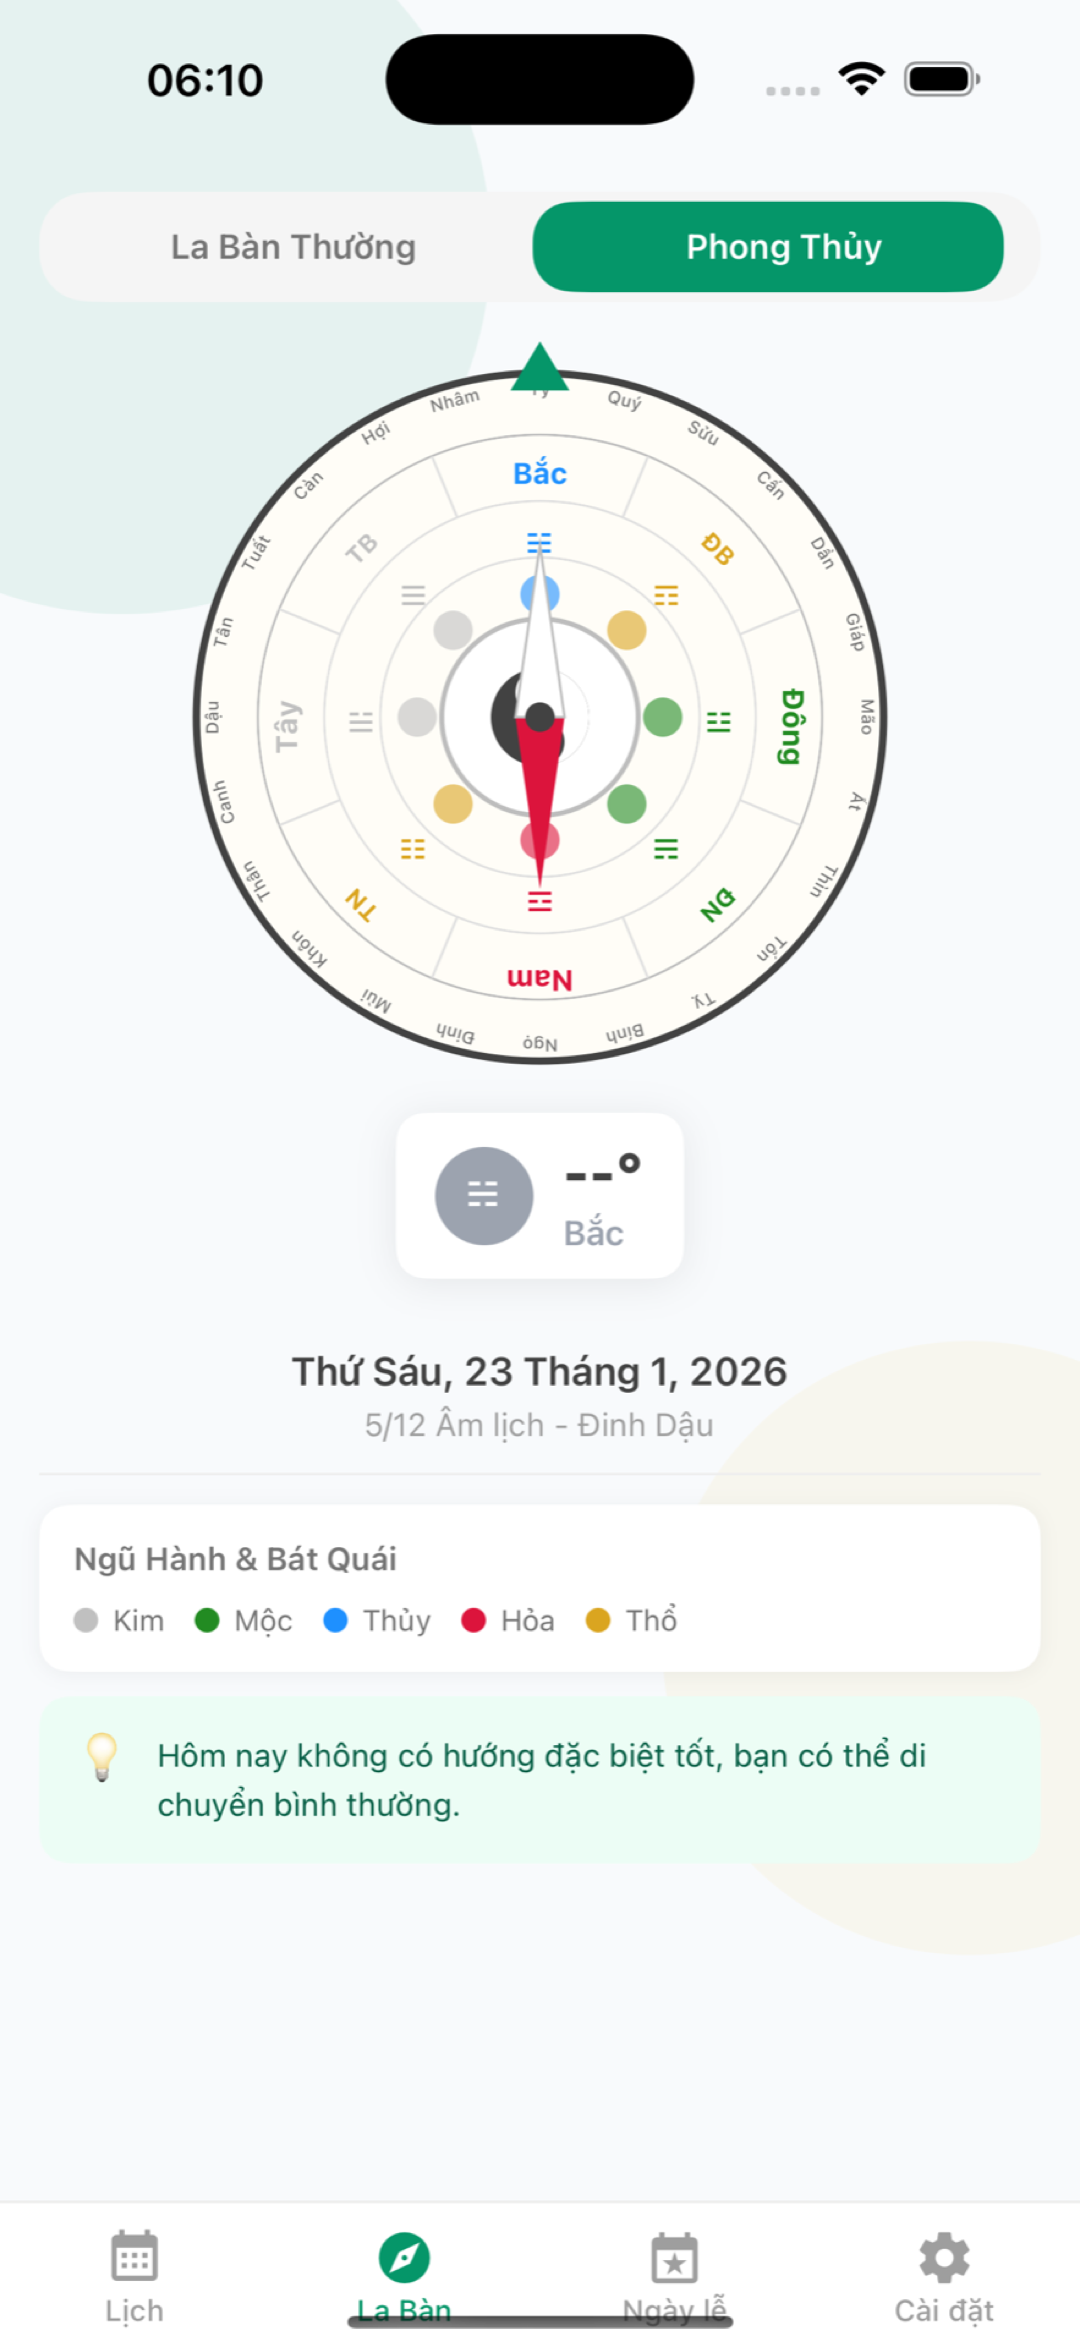 06:10
La Bàn Thường
Phong Thủy
Quý
Sửu
Cấn
Dần
Giáp
Mão
Ất
Thìn
Tốn
Tỵ
Bính
Ngọ
Đinh
Mùi
Khôn
Thân
Canh
Dậu
Tân
Tuất
Càn
Hợi
Nhâm
Bắc
ĐB
Đông
ĐN
Nam
TN
Tây
TB
☵
☶
☳
☴
☲
☷
☱
☰
☵
--°
Bắc
Thứ Sáu, 23 Tháng 1, 2026
5/12 Âm lịch - Đinh Dậu
Ngũ Hành & Bát Quái
Kim Mộc Thủy Hỏa Thổ
Hôm nay không có hướng đặc biệt tốt, bạn có thể di
chuyển bình thường.
Lịch
La Bàn
Ngày lễ
Cài đặt